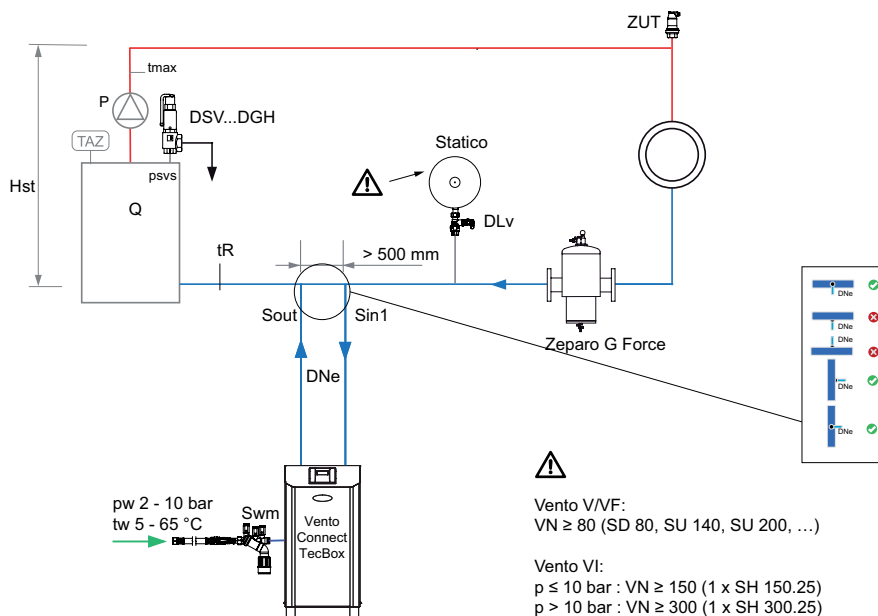 ZUT
tmax
P
DSV...DGH
TAZ
psvs
Statico
Hst
Q
DLv
tR
> 500 mm
Sout
Sin1
Zeparo G Force
DNe
DNe
DNe
DNe
DNe
DNe
pw 2 - 10 bar
tw 5 - 65 °C
Swm
Vento
Connect
TecBox
Vento V/VF:
VN ≥ 80 (SD 80, SU 140, SU 200, …)
Vento VI:
p ≤ 10 bar : VN ≥ 150 (1 x SH 150.25)
p > 10 bar : VN ≥ 300 (1 x SH 300.25)